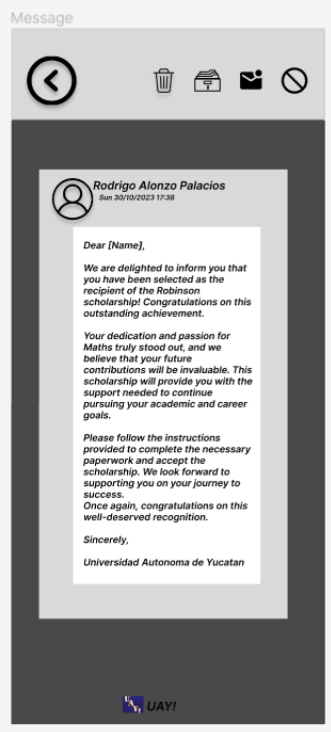 Message
Rodrigo Alonzo Palacios
Sun 30/10/2023 17:38
Dear [Name],
We are delighted to inform you that
you have been selected as the
recipient of the Robinson
scholarship! Congratulations on this
outstanding achievement.
Your dedication and passion for
Maths truly stood out, and we
believe that your future
contributions will be invaluable. This
scholarship will provide you with the
support needed to continue
pursuing your academic and career
goals.
Please follow the instructions
provided to complete the necessary
paperwork and accept the
scholarship. We look forward to
supporting you on your journey to
success.
Once again, congratulations on this
well-deserved recognition.
Sincerely,
Universidad Autonoma de Yucatan
UAY! UAY!